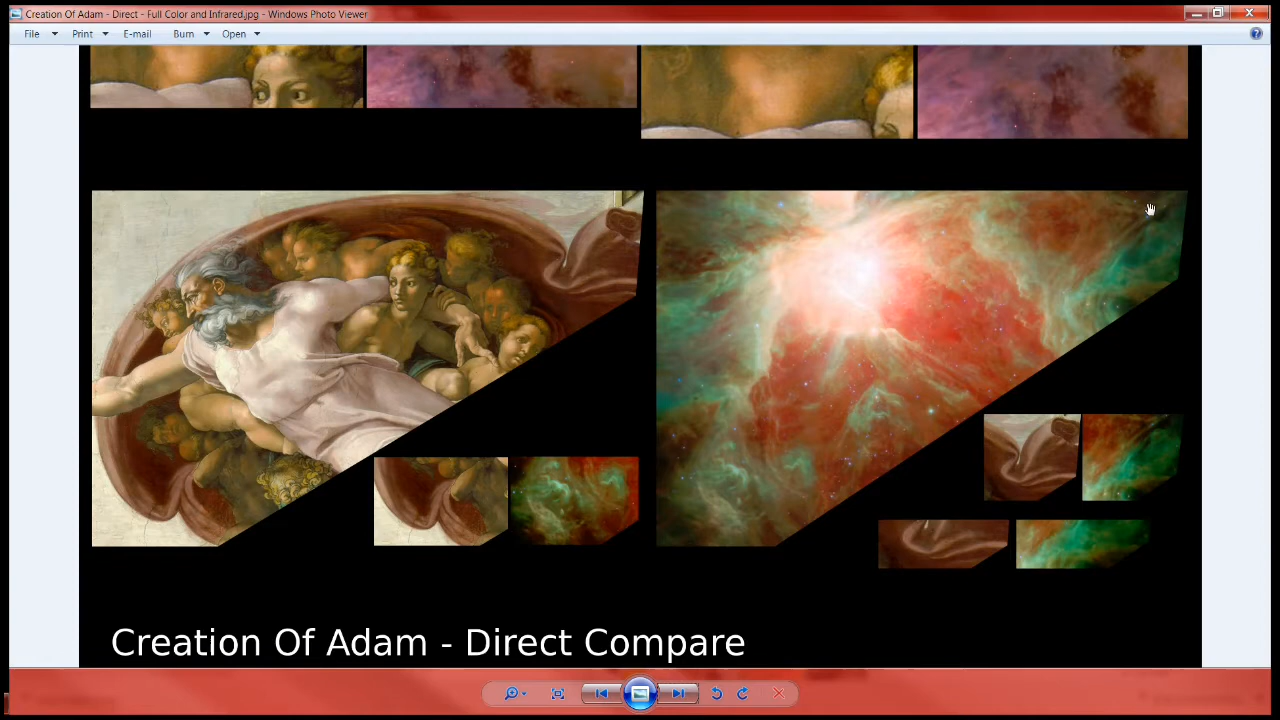 Creation Of Adam - Direct - Full Color and Infrared.jpg - Windows Photo Viewer
File Print E-mail Burn Open
Creation Of Adam - Direct Compare